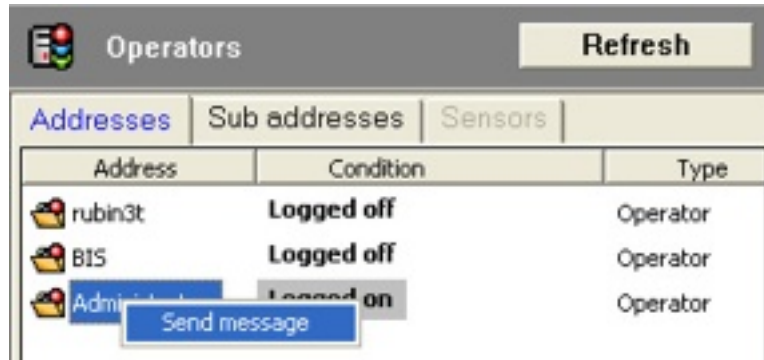 Operators Refresh
Addresses Sub addresses Sensors
Address Condition Type
rubin3t Logged off Operator
BIS Logged off Operator
on Operator
Send message